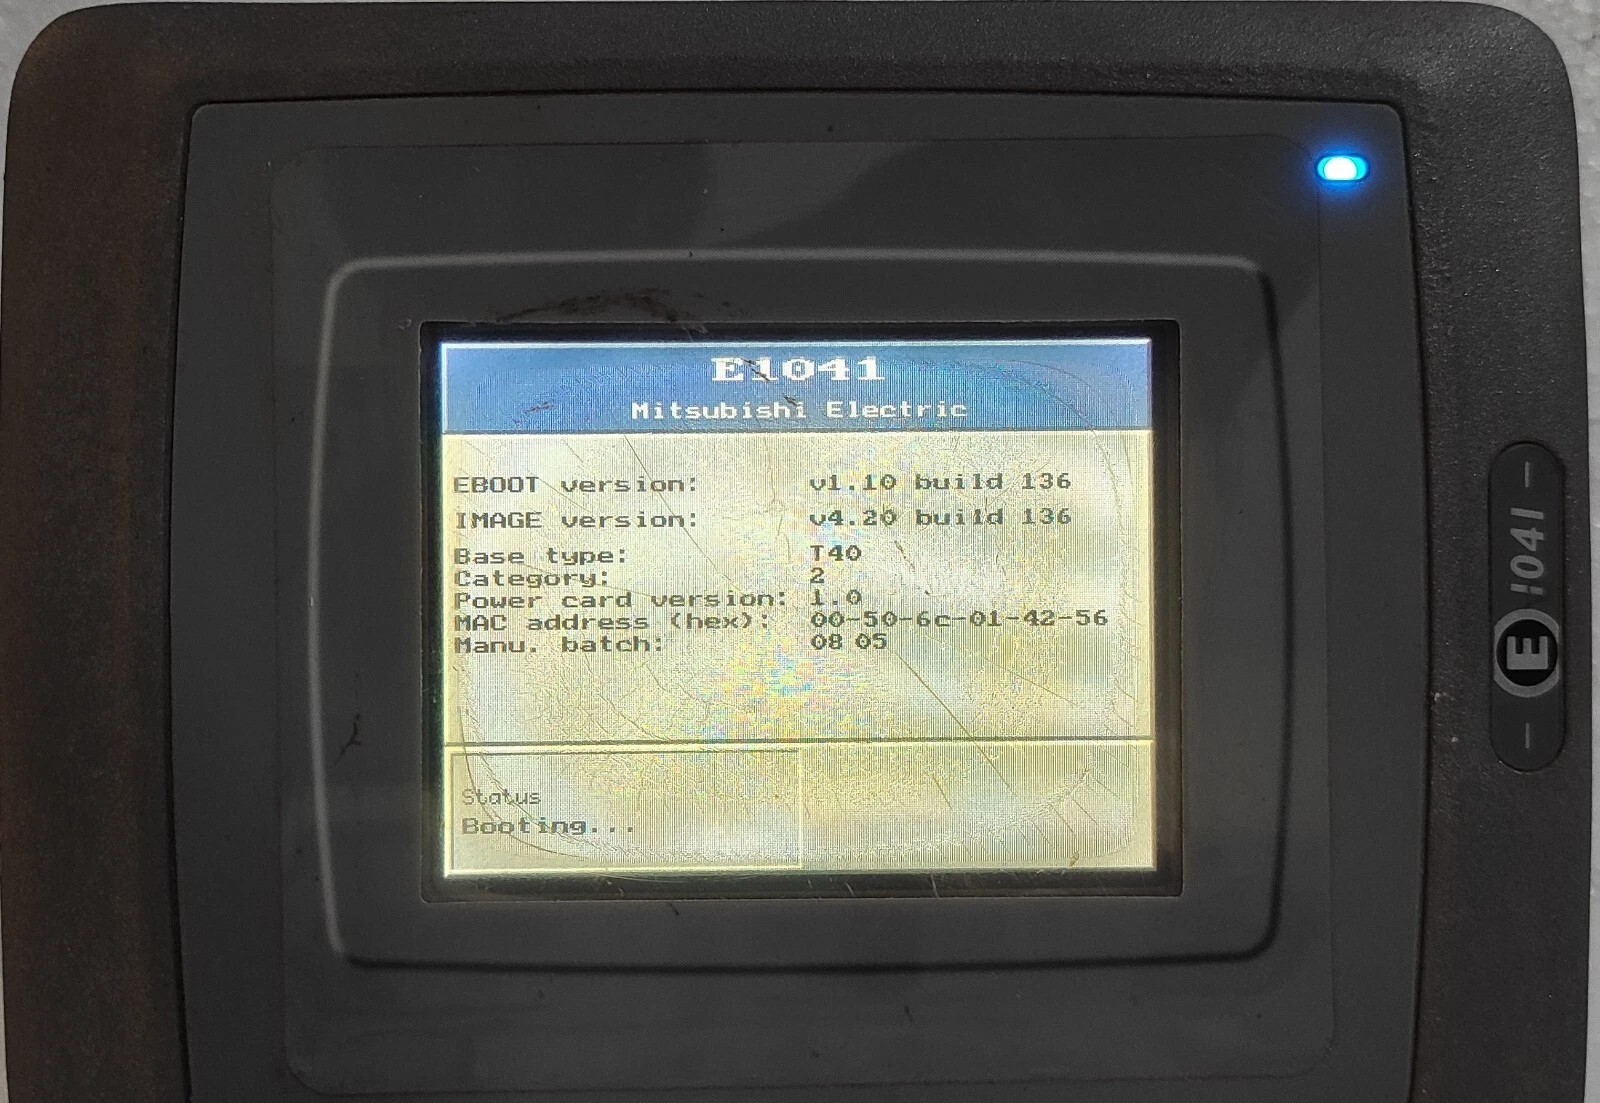 E1041
Mitsubishi Electric
EBOOT version: v1.10 build 136
IMAGE version: v4.20 build 136
Base type: T40
Category: 2
Power card version: 1.0
MAC address (hex): 00-50-6c-01-42-56
Manu. batch: 08 05
Status
Booting...
E 1041